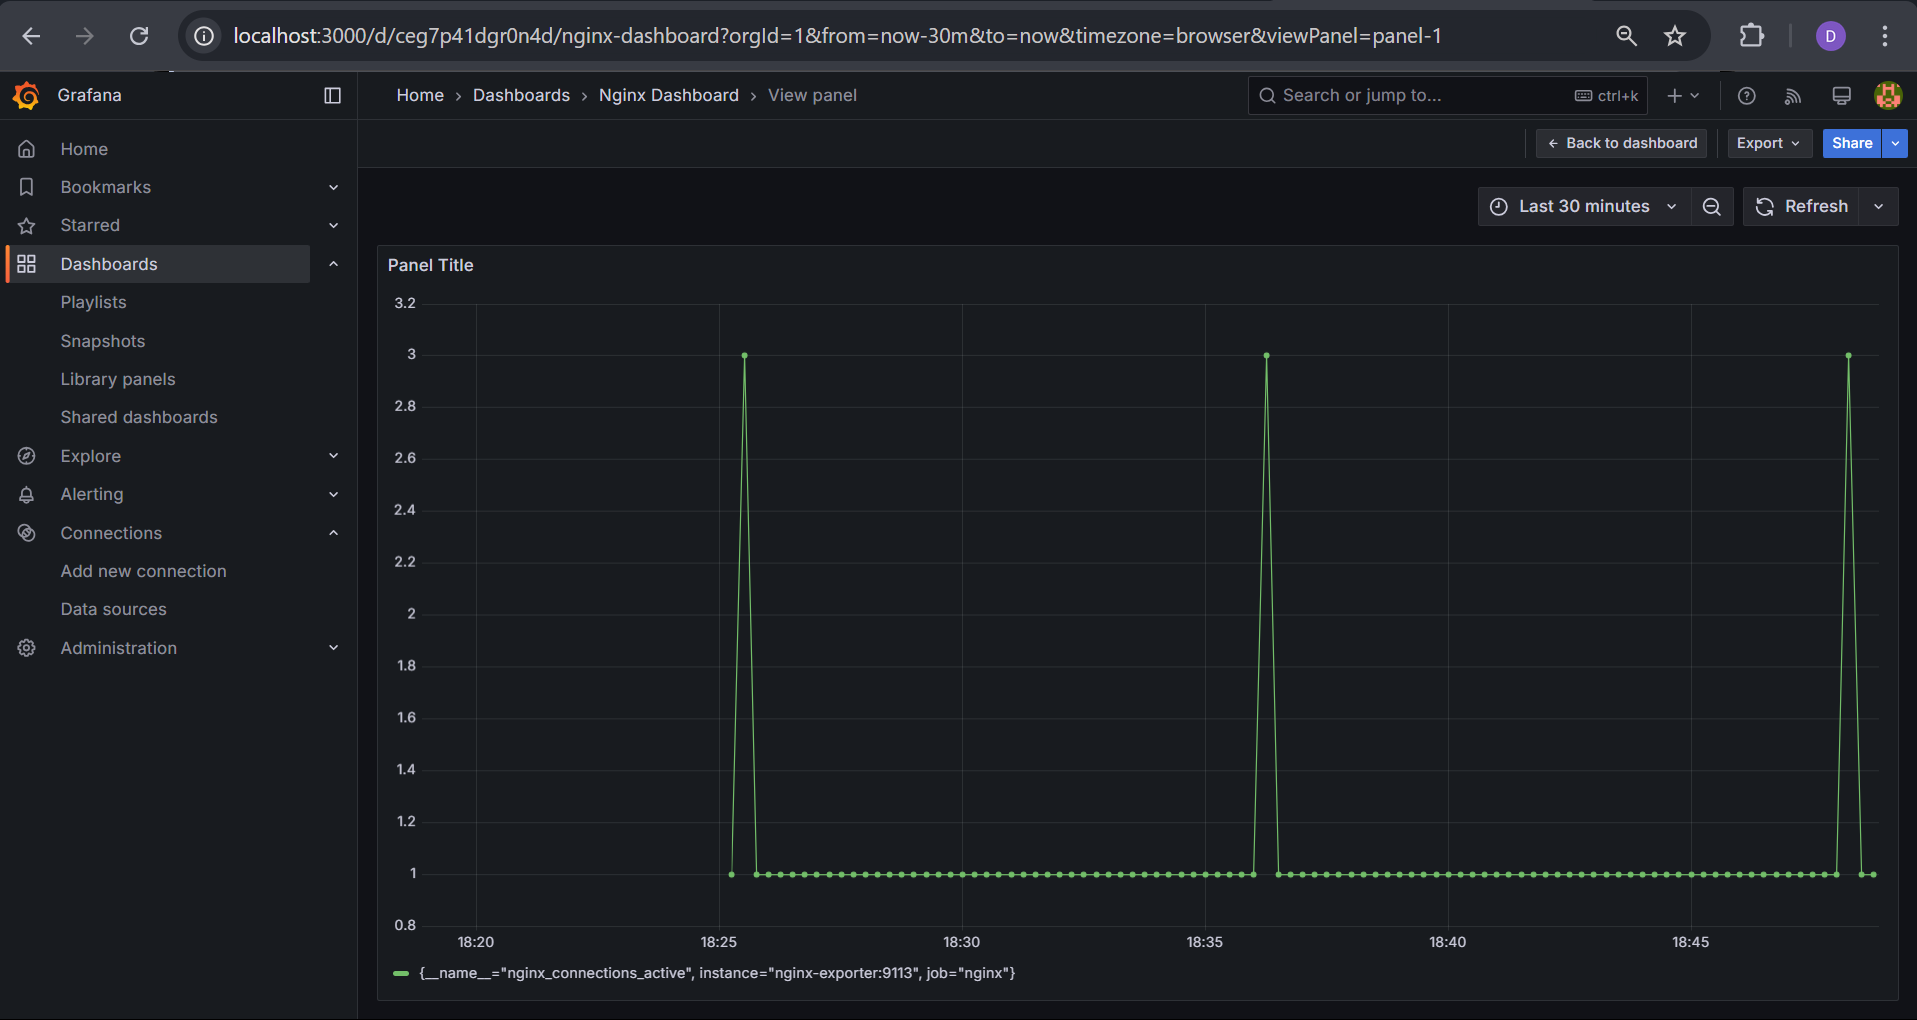 localhost:3000/d/ceg7p41dgr0n4d/nginx-dashboard?orgId=1&from=now-30m&to=now&timezone=browser&viewPanel=panel-1
D
Grafana
Home › Dashboards › Nginx Dashboard › View panel
Search or jump to...
ctrl+k
Back to dashboard
Export
Share
Home
Bookmarks
Starred
Dashboards
Playlists
Snapshots
Library panels
Shared dashboards
Explore
Alerting
Connections
Add new connection
Data sources
Administration
Last 30 minutes
Refresh
Panel Title
3.2
3
2.8
2.6
2.4
2.2
2
1.8
1.6
1.4
1.2
1
0.8
18:20 18:25 18:30 18:35 18:40 18:45
{__name__="nginx_connections_active", instance="nginx-exporter:9113", job="nginx"}